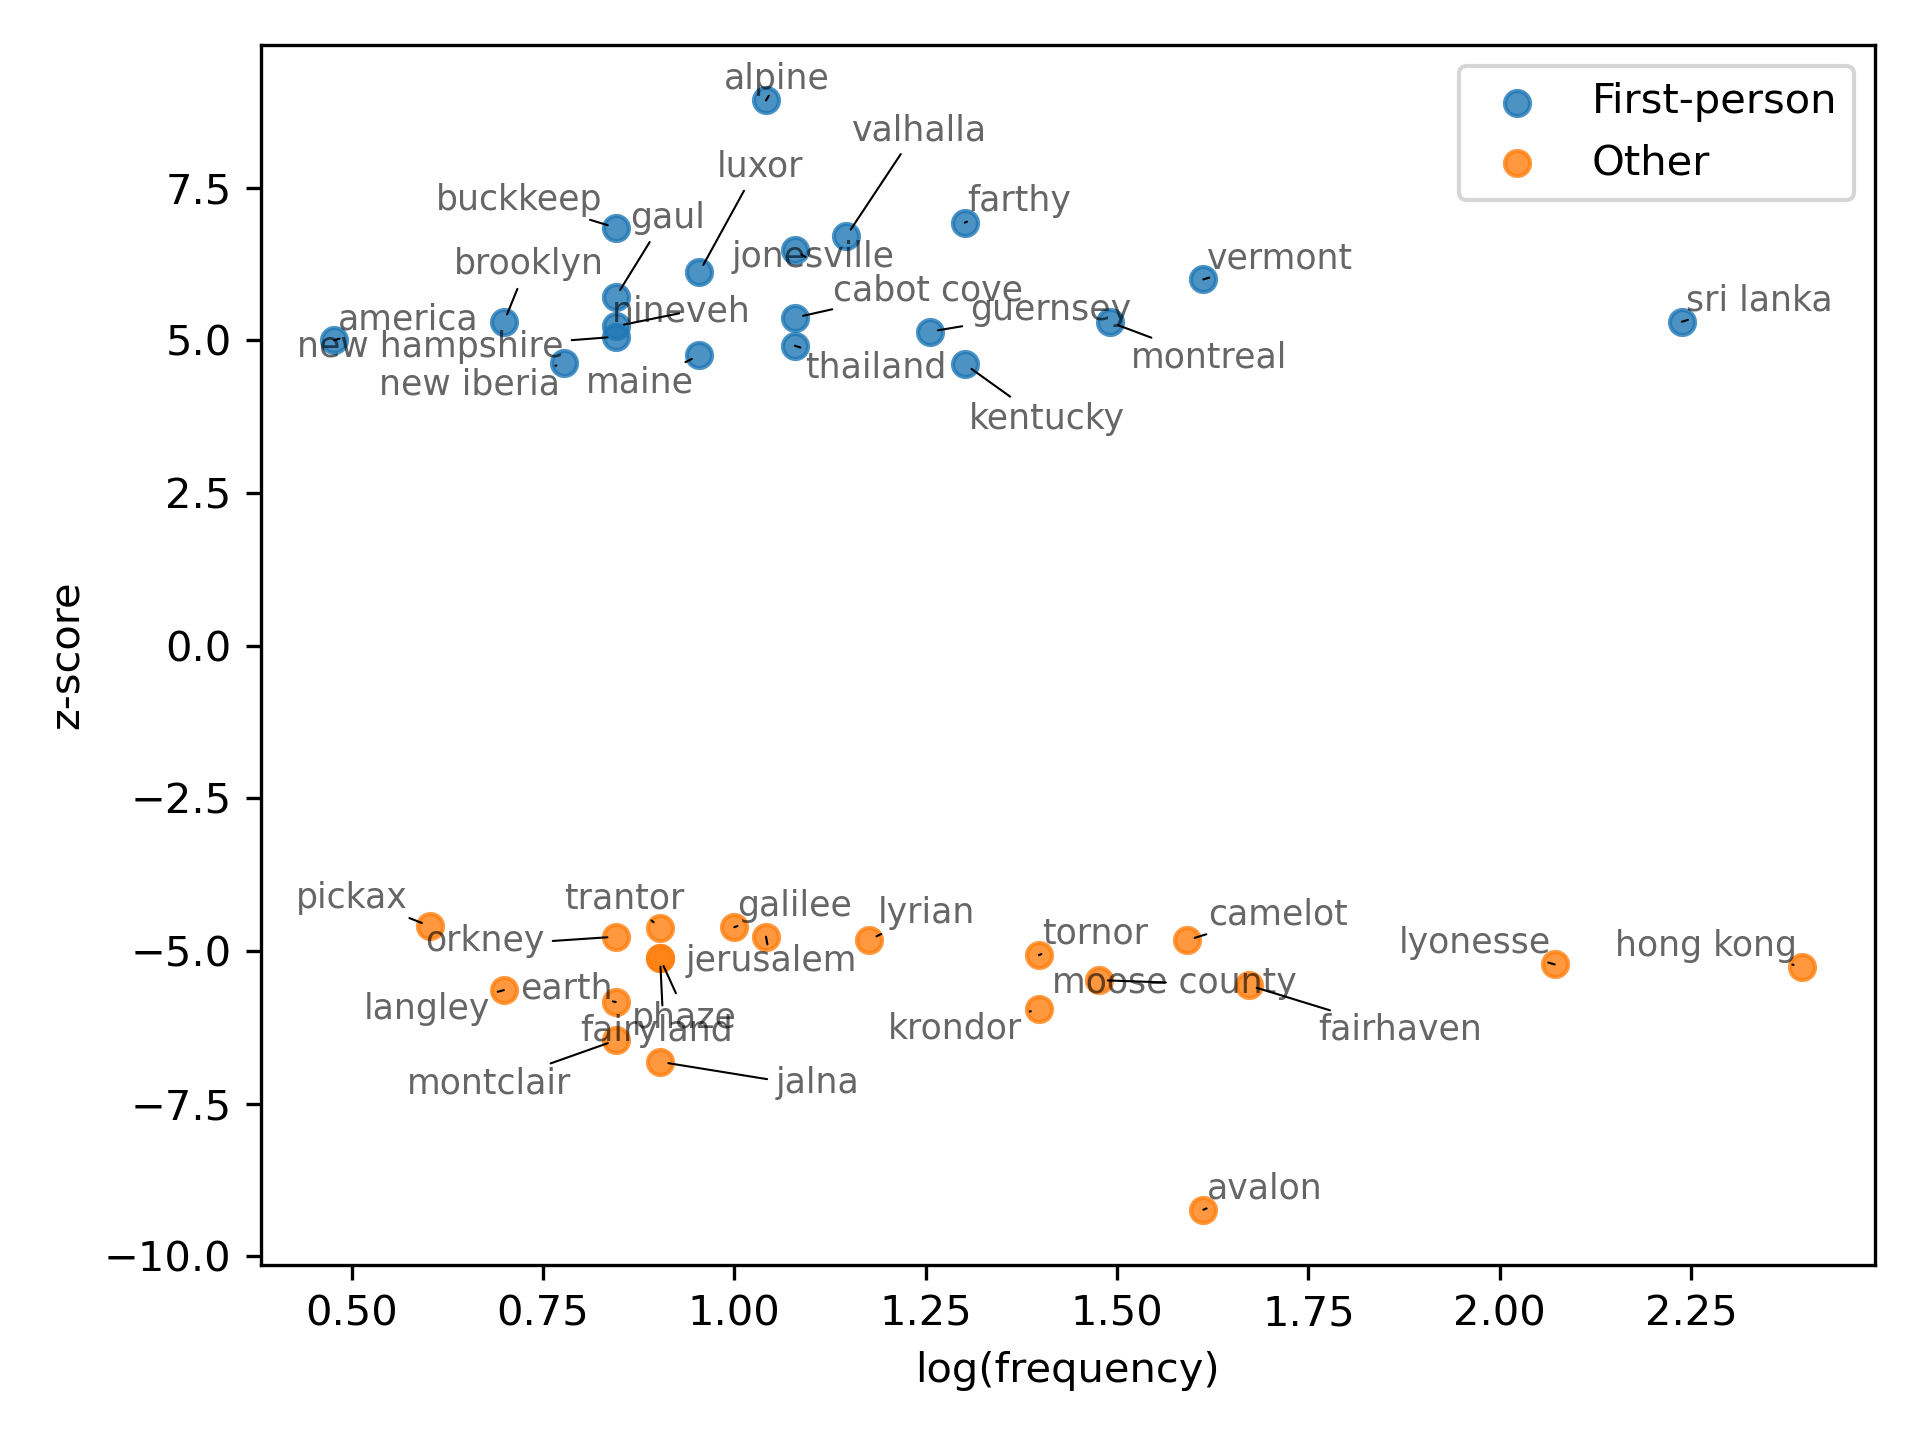 alpine
First-person
valhalla
Other
luxor
buckkeep
farthy
gaul
7.5
jonesville
vermont
brooklyn
cabot cove
sri lanka
nineveh
guernsey
america
5.0
new hampshire
montreal
thailand
new iberia
maine
kentucky
2.5
z-score
0.0
−2.5
pickax
trantor
galilee
lyrian
camelot
tornor
orkney
lyonesse
hong kong
−5.0
jerusalem
earth
moose county
langley
phaze
fairyland
krondor
fairhaven
montclair
jalna
−7.5
avalon
−10.0
0.50 0.75 1.00 1.25 1.50 1.75 2.00 2.25
log(frequency)